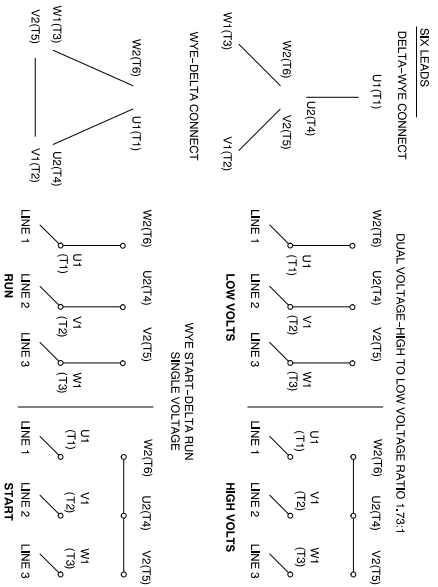 SIX LEADS
DELTA-WYE CONNECT
U1(T1)
U2(T4)
W2(T6)
V2(T5)
W1(T3)
V1(T2)
DUAL VOLTAGE-HIGH TO LOW VOLTAGE RATIO 1.73:1
W2(T6) U2(T4) V2(T5)
U1 (T1)
V1 (T2)
W1 (T3)
LINE 1 LINE 2 LINE 3
LOW VOLTS
W2(T6) U2(T4) V2(T5)
U1 (T1)
V1 (T2)
W1 (T3)
LINE 1 LINE 2 LINE 3
HIGH VOLTS
WYE-DELTA CONNECT
W2(T6)
U1(T1)
W1(T3)
U2(T4)
V2(T5)
V1(T2)
WYE START-DELTA RUN
SINGLE VOLTAGE
W2(T6) U2(T4) V2(T5)
U1 (T1)
V1 (T2)
W1 (T3)
LINE 1 LINE 2 LINE 3
RUN
W2(T6) U2(T4) V2(T5)
U1 (T1)
V1 (T2)
W1 (T3)
LINE 1 LINE 2 LINE 3
START